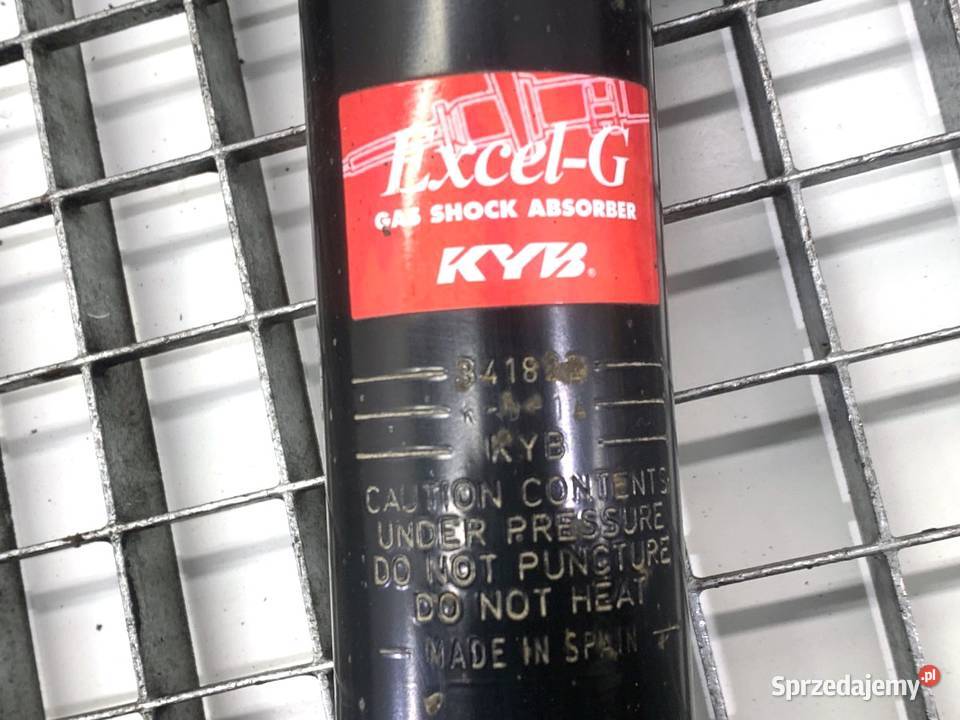 Excel-G
GAS SHOCK ABSORBER
KYB®
KYB
CAUTION CONTENTS
UNDER PRESSURE
DO NOT PUNCTURE
DO NOT HEAT
MADE IN SPAIN
Sprzedajemy.pl